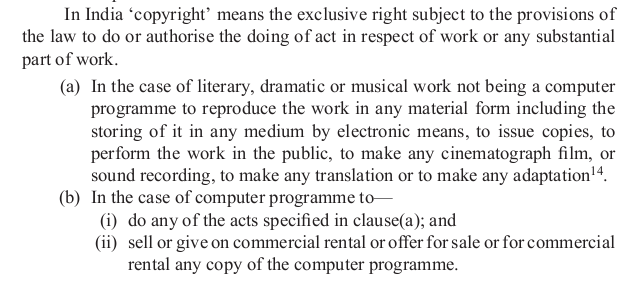 In India ‘copyright’ means the exclusive right subject to the provisions of
the law to do or authorise the doing of act in respect of work or any substantial
part of work.
(a) In the case of literary, dramatic or musical work not being a computer
programme to reproduce the work in any material form including the
storing of it in any medium by electronic means, to issue copies, to
perform the work in the public, to make any cinematograph film, or
sound recording, to make any translation or to make any adaptation¹⁴.
(b) In the case of computer programme to—
(i) do any of the acts specified in clause(a); and
(ii) sell or give on commercial rental or offer for sale or for commercial
rental any copy of the computer programme.